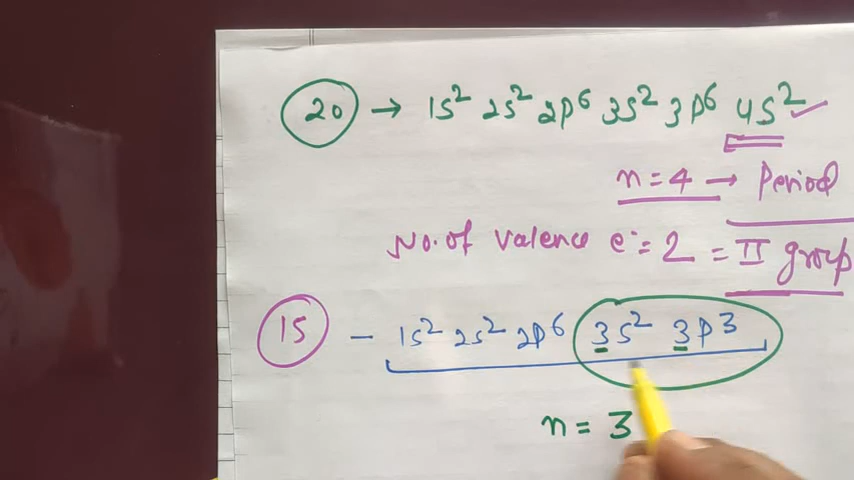 20 → 1s² 2s² 2p⁶ 3s² 3p⁶ 4s² ✓
n = 4 → Period
No. of valence e⁻ = 2 = II group
15 - 1s² 2s² 2p⁶ 3s² 3p³
n = 3